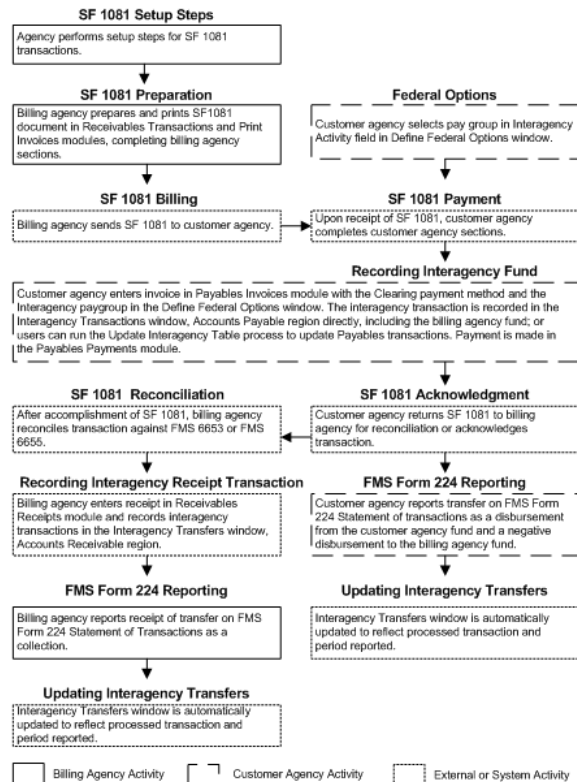 SF 1081 Setup Steps
Agency performs setup steps for SF 1081
transactions.
SF 1081 Preparation
Billing agency prepares and prints SF1081
document in Receivables Transactions and Print
Invoices modules, completing billing agency
sections.
Federal Options
Customer agency selects pay group in Interagency
Activity field in Define Federal Options window.
SF 1081 Billing
Billing agency sends SF 1081 to customer agency.
SF 1081 Payment
Upon receipt of SF 1081, customer agency
completes customer agency sections.
Recording Interagency Fund
Customer agency enters invoice in Payables Invoices module with the Clearing payment method and the
Interagency paygroup in the Define Federal Options window. The interagency transaction is recorded in the
Interagency Transactions window, Accounts Payable region directly, including the billing agency fund; or
users can run the Update Interagency Table process to update Payables transactions. Payment is made in
the Payables Payments module.
SF 1081 Reconciliation
After accomplishment of SF 1081, billing agency
reconciles transaction against FMS 6653 or FMS
6655.
SF 1081 Acknowledgment
Customer agency returns SF 1081 to billing
agency for reconciliation or acknowledges
transaction.
Recording Interagency Receipt Transaction
Billing agency enters receipt in Receivables
Receipts module and records interagency
transactions in the Interagency Transfers window,
Accounts Receivable region.
FMS Form 224 Reporting
Customer agency reports transfer on FMS Form
224 Statement of transactions as a disbursement
from the customer agency fund and a negative
disbursement to the billing agency fund.
FMS Form 224 Reporting
Billing agency reports receipt of transfer on FMS
Form 224 Statement of Transactions as a
collection.
Updating Interagency Transfers
Interagency Transfers window is automatically
updated to reflect processed transaction and
period reported.
Updating Interagency Transfers
Interagency Transfers window is automatically
updated to reflect processed transaction and
period reported.
Billing Agency Activity
Customer Agency Activity
External or System Activity